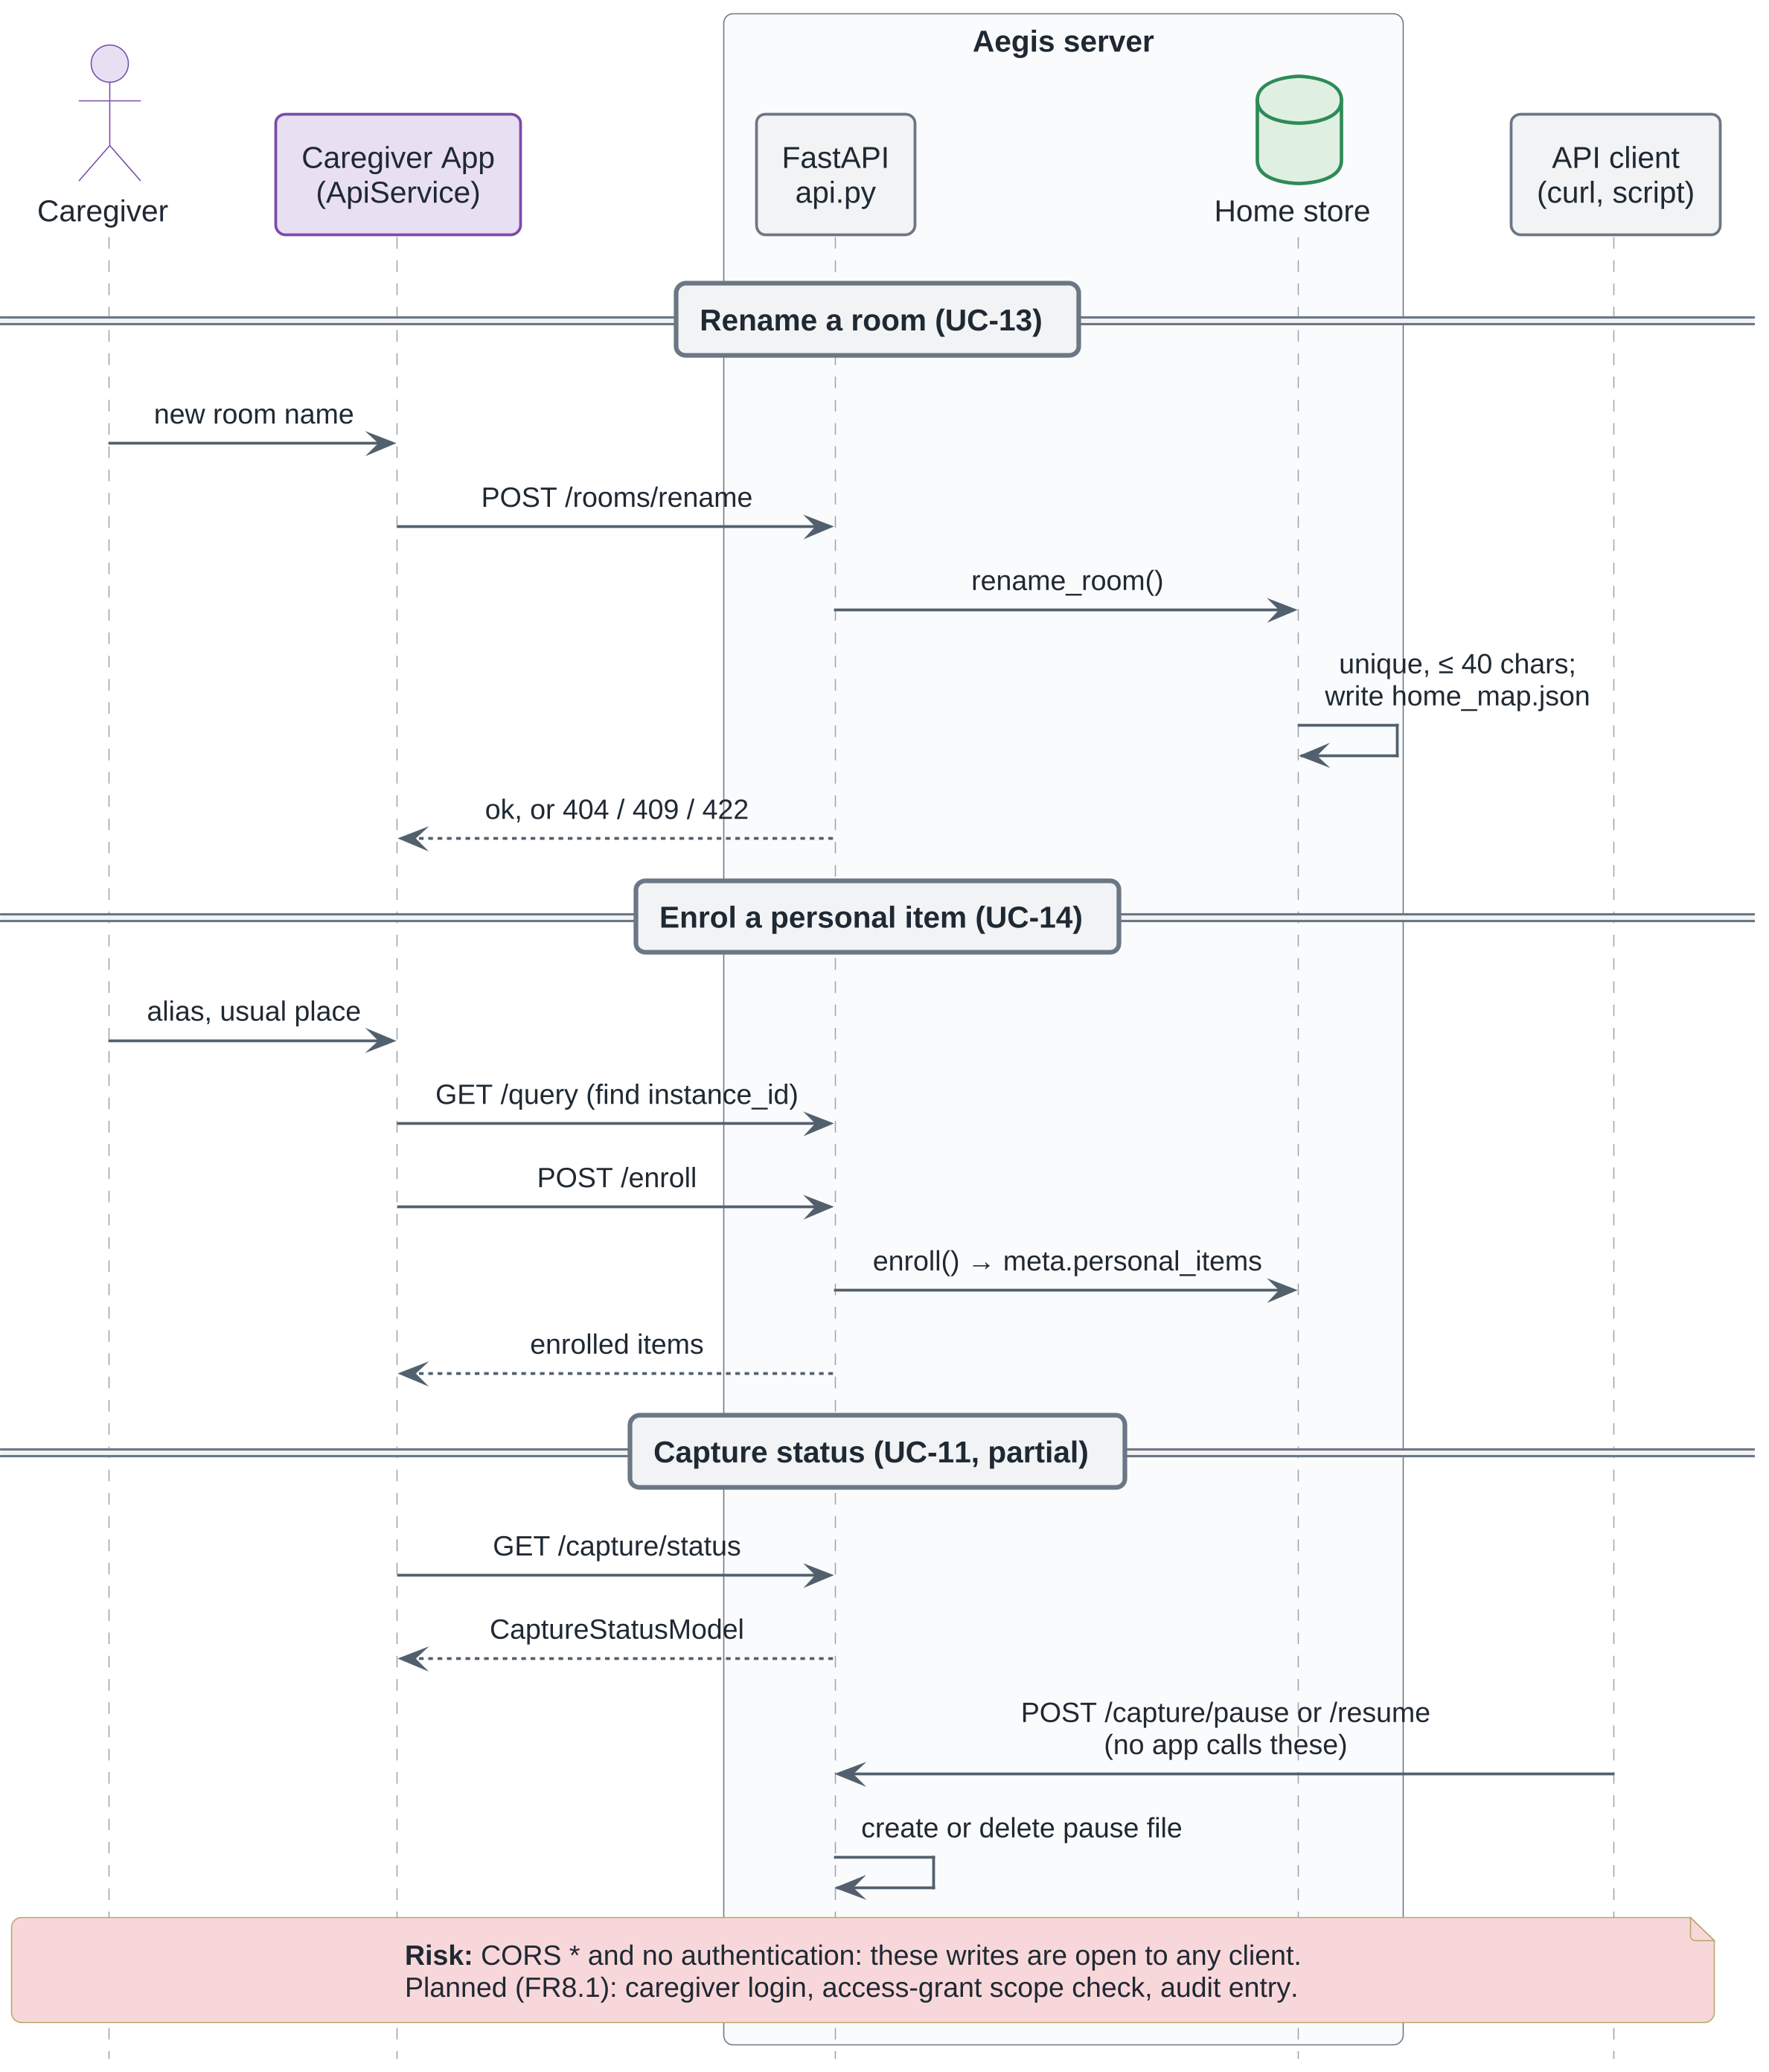 Aegis server
Caregiver
Caregiver App
(ApiService)
FastAPI
api.py
Home store
API client
(curl, script)
Rename a room (UC-13)
new room name
POST /rooms/rename
rename_room()
unique, ≤ 40 chars;
write home_map.json
ok, or 404 / 409 / 422
Enrol a personal item (UC-14)
alias, usual place
GET /query (find instance_id)
POST /enroll
enroll() → meta.personal_items
enrolled items
Capture status (UC-11, partial)
GET /capture/status
CaptureStatusModel
POST /capture/pause or /resume
(no app calls these)
create or delete pause file
Risk: CORS * and no authentication: these writes are open to any client.
Planned (FR8.1): caregiver login, access-grant scope check, audit entry.